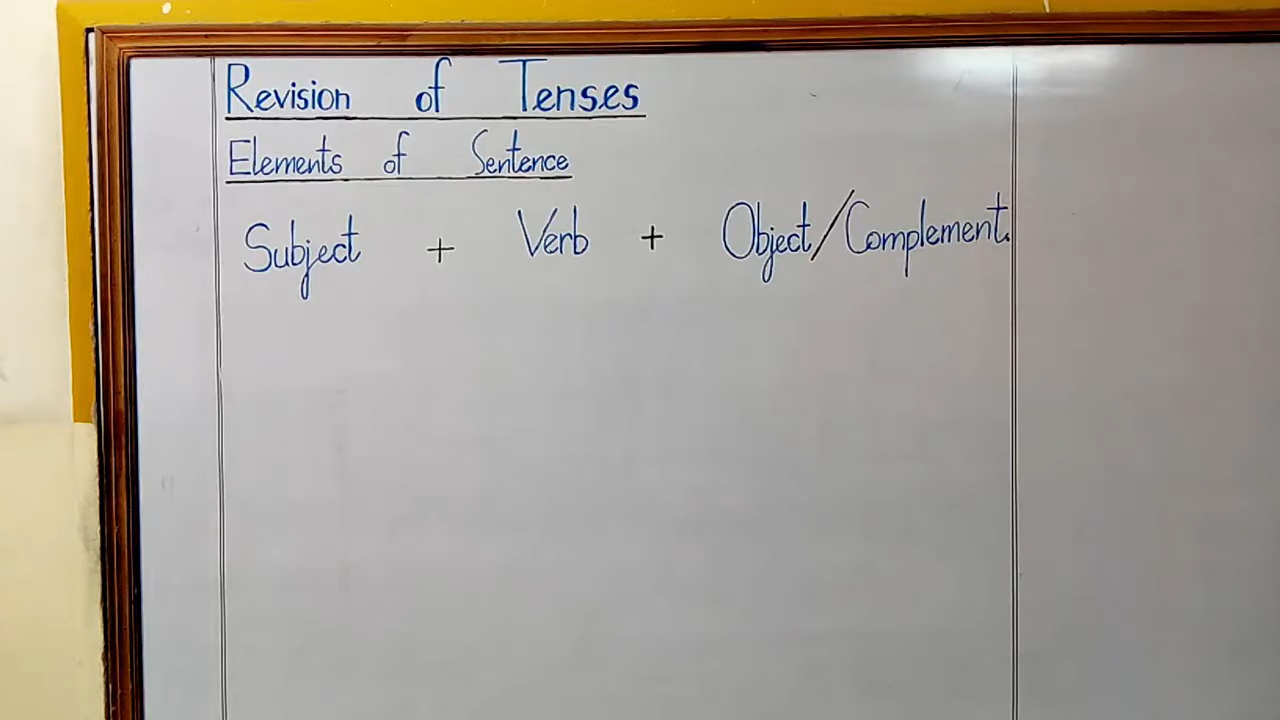 Revision of Tenses
Elements of Sentence
Subject + Verb + Object/Complement.